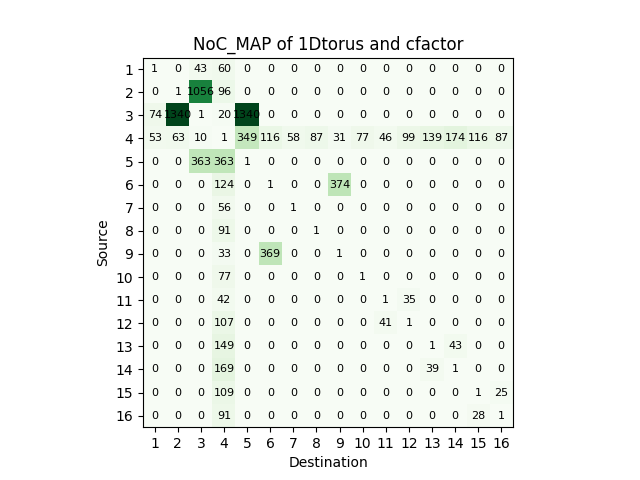 NoC_MAP of 1Dtorus and cfactor
1 1 0 43 60 0 0 0 0 0 0 0 0 0 0 0 0
2 0 1 1056 96 0 0 0 0 0 0 0 0 0 0 0 0
3 74 1340 1 20 1340 0 0 0 0 0 0 0 0 0 0 0
4 53 63 10 1 349 116 58 87 31 77 46 99 139 174 116 87
5 0 0 363 363 1 0 0 0 0 0 0 0 0 0 0 0
6 0 0 0 124 0 1 0 0 374 0 0 0 0 0 0 0
7 0 0 0 56 0 0 1 0 0 0 0 0 0 0 0 0
8 0 0 0 91 0 0 0 1 0 0 0 0 0 0 0 0
9 0 0 0 33 0 369 0 0 1 0 0 0 0 0 0 0
10 0 0 0 77 0 0 0 0 0 1 0 0 0 0 0 0
11 0 0 0 42 0 0 0 0 0 0 1 35 0 0 0 0
12 0 0 0 107 0 0 0 0 0 0 41 1 0 0 0 0
13 0 0 0 149 0 0 0 0 0 0 0 0 1 43 0 0
14 0 0 0 169 0 0 0 0 0 0 0 0 39 1 0 0
15 0 0 0 109 0 0 0 0 0 0 0 0 0 0 1 25
16 0 0 0 91 0 0 0 0 0 0 0 0 0 0 28 1
1 2 3 4 5 6 7 8 9 10 11 12 13 14 15 16
Destination
Source